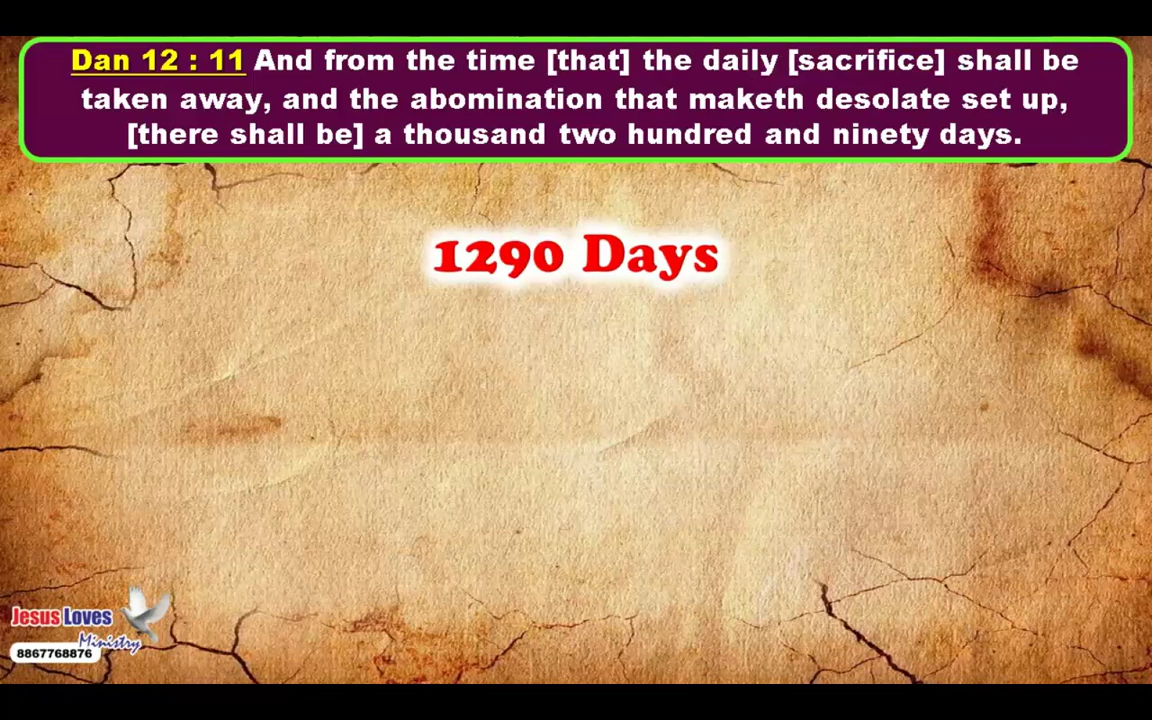 Dan 12 : 11 And from the time [that] the daily [sacrifice] shall be
taken away, and the abomination that maketh desolate set up,
[there shall be] a thousand two hundred and ninety days.
1290 Days
Jesus Loves
Ministry
8867768876